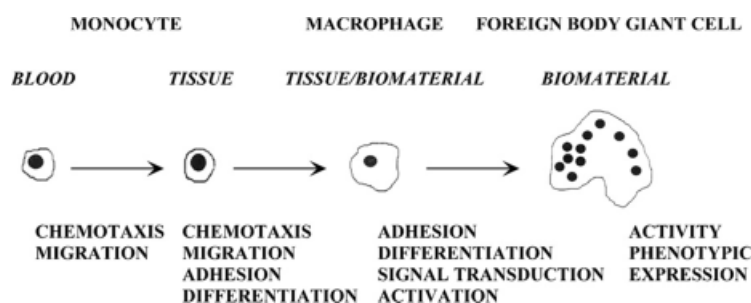 MONOCYTE MACROPHAGE FOREIGN BODY GIANT CELL
BLOOD TISSUE TISSUE/BIOMATERIAL BIOMATERIAL
CHEMOTAXIS CHEMOTAXIS ADHESION ACTIVITY
MIGRATION MIGRATION DIFFERENTIATION PHENOTYPIC
ADHESION SIGNAL TRANSDUCTION EXPRESSION
DIFFERENTIATION ACTIVATION